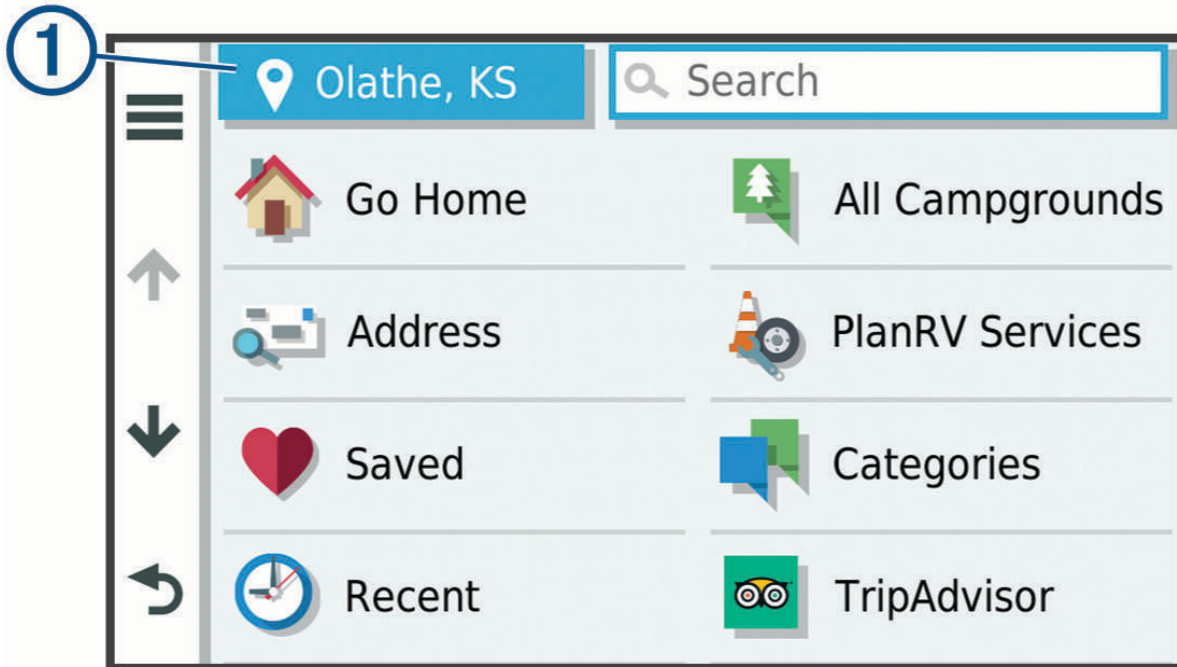 1
Olathe, KS
Search
Go Home
All Campgrounds
Address
PlanRV Services
Saved
Categories
Recent
TripAdvisor